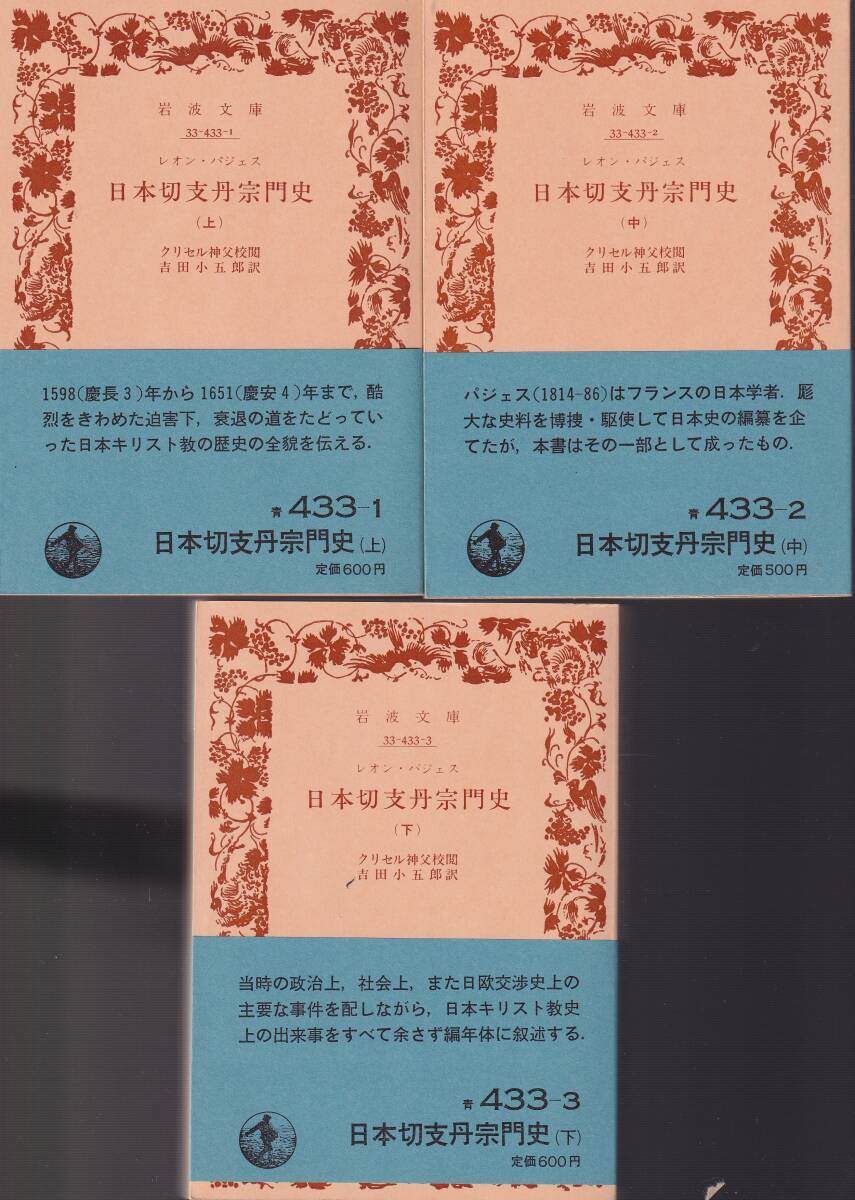 岩波文庫
33-433-1
レオン・パジェス
日本切支丹宗門史
(上)
クリセル神父校閲
吉田小五郎訳
1598(慶長3)年から1651(慶安4)年まで,酷
烈をきわめた迫害下,衰退の道をたどってい
った日本キリスト教の歴史の全貌を伝える.
青 433-1
日本切支丹宗門史(上)
定価600円
岩波文庫
33-433-2
レオン・パジェス
日本切支丹宗門史
(中)
クリセル神父校閲
吉田小五郎訳
パジェス(1814-86)はフランスの日本学者.厖
大な史料を博捜・駆使して日本史の編纂を企
てたが,本書はその一部として成ったもの.
青 433-2
日本切支丹宗門史(中)
定価500円
岩波文庫
33-433-3
レオン・パジェス
日本切支丹宗門史
(下)
クリセル神父校閲
吉田小五郎訳
当時の政治上,社会上,また日欧交渉史上の
主要な事件を配しながら,日本キリスト教史
上の出来事をすべて余さず編年体に叙述する.
青 433-3
日本切支丹宗門史(下)
定価600円